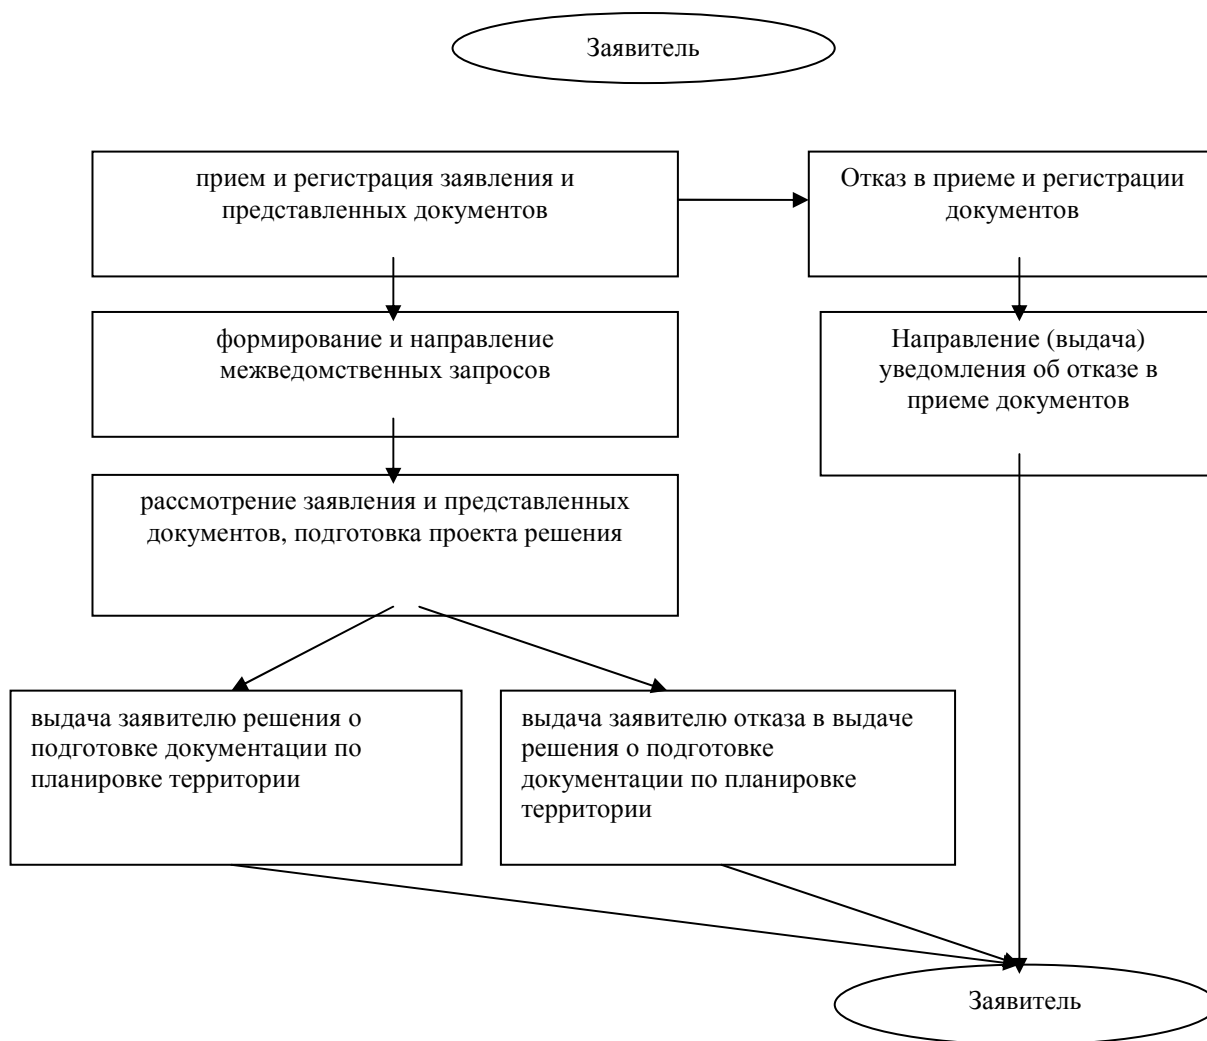 Заявитель
прием и регистрация заявления и
представленных документов
Отказ в приеме и регистрации
документов
формирование и направление
межведомственных запросов
Направление (выдача)
уведомления об отказе в
приеме документов
рассмотрение заявления и представленных
документов, подготовка проекта решения
выдача заявителю решения о
подготовке документации по
планировке территории
выдача заявителю отказа в выдаче
решения о подготовке
документации по планировке
территории
Заявитель